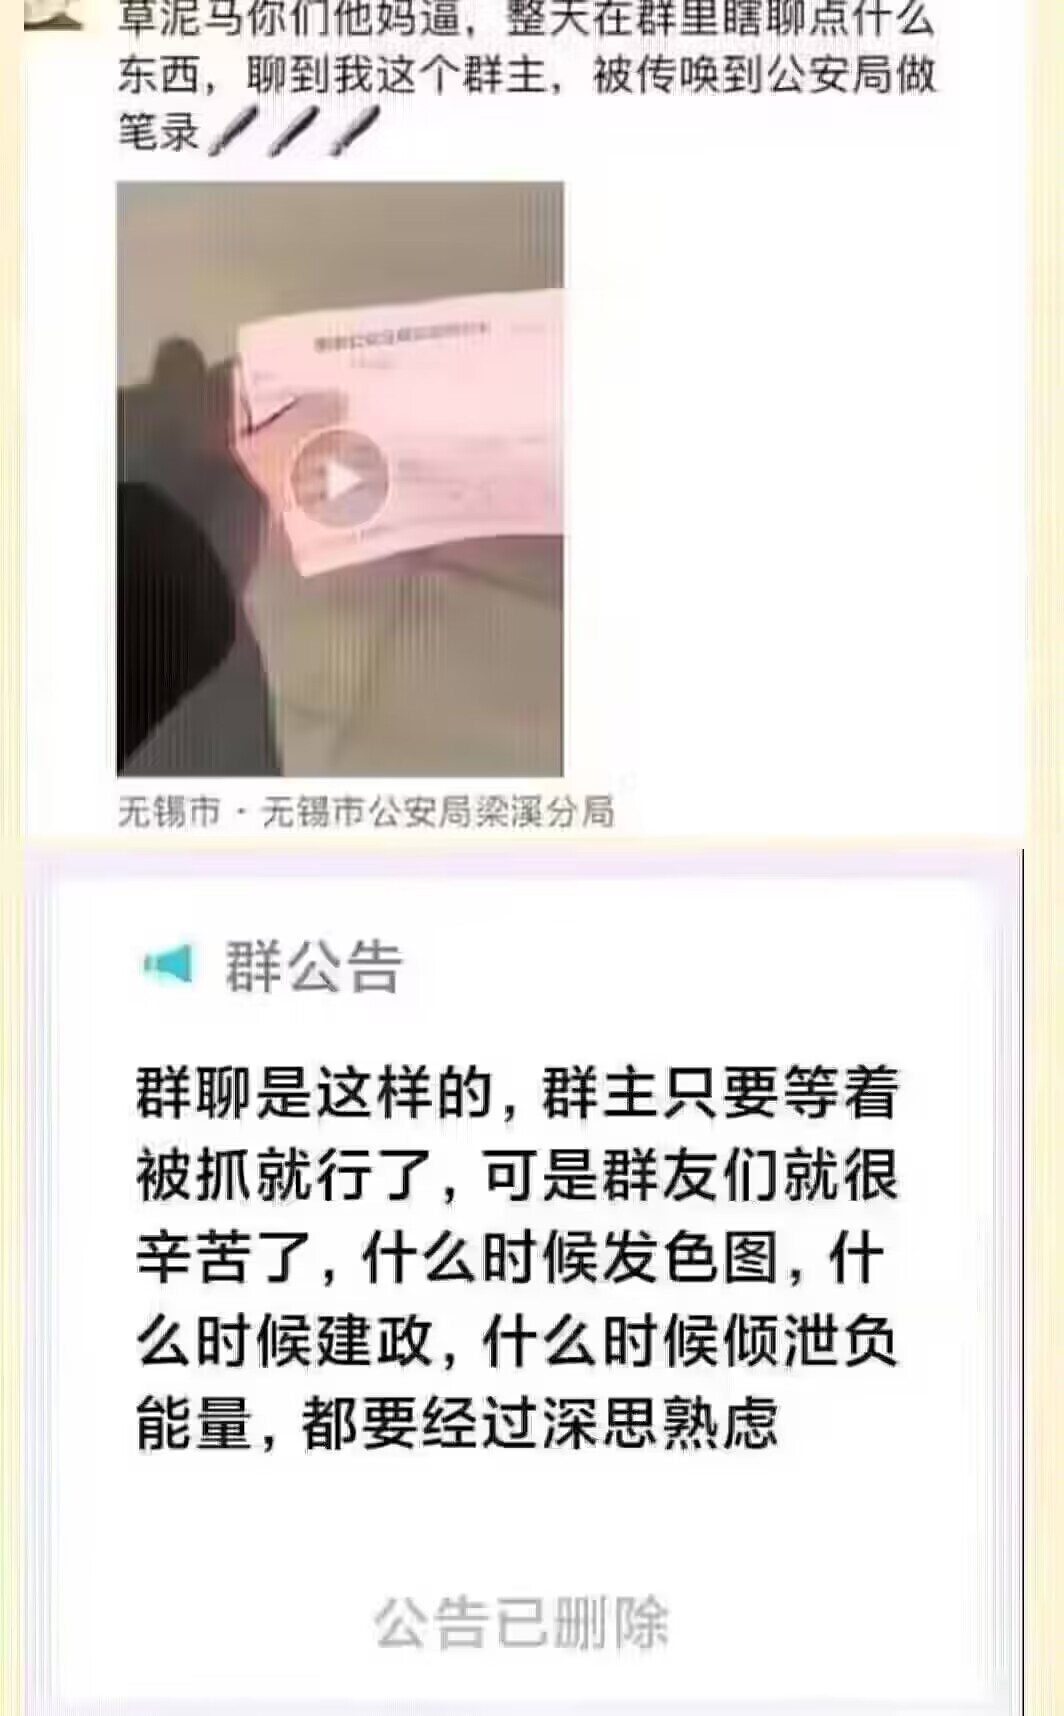 草泥马你们他妈逼，整天在群里瞎聊点什么
东西，聊到我这个群主，被传唤到公安局做
笔录
无锡市·无锡市公安局梁溪分局
群公告
群聊是这样的，群主只要等着
被抓就行了，可是群友们就很
辛苦了，什么时候发色图，什
么时候建政，什么时候倾泄负
能量，都要经过深思熟虑
公告已删除